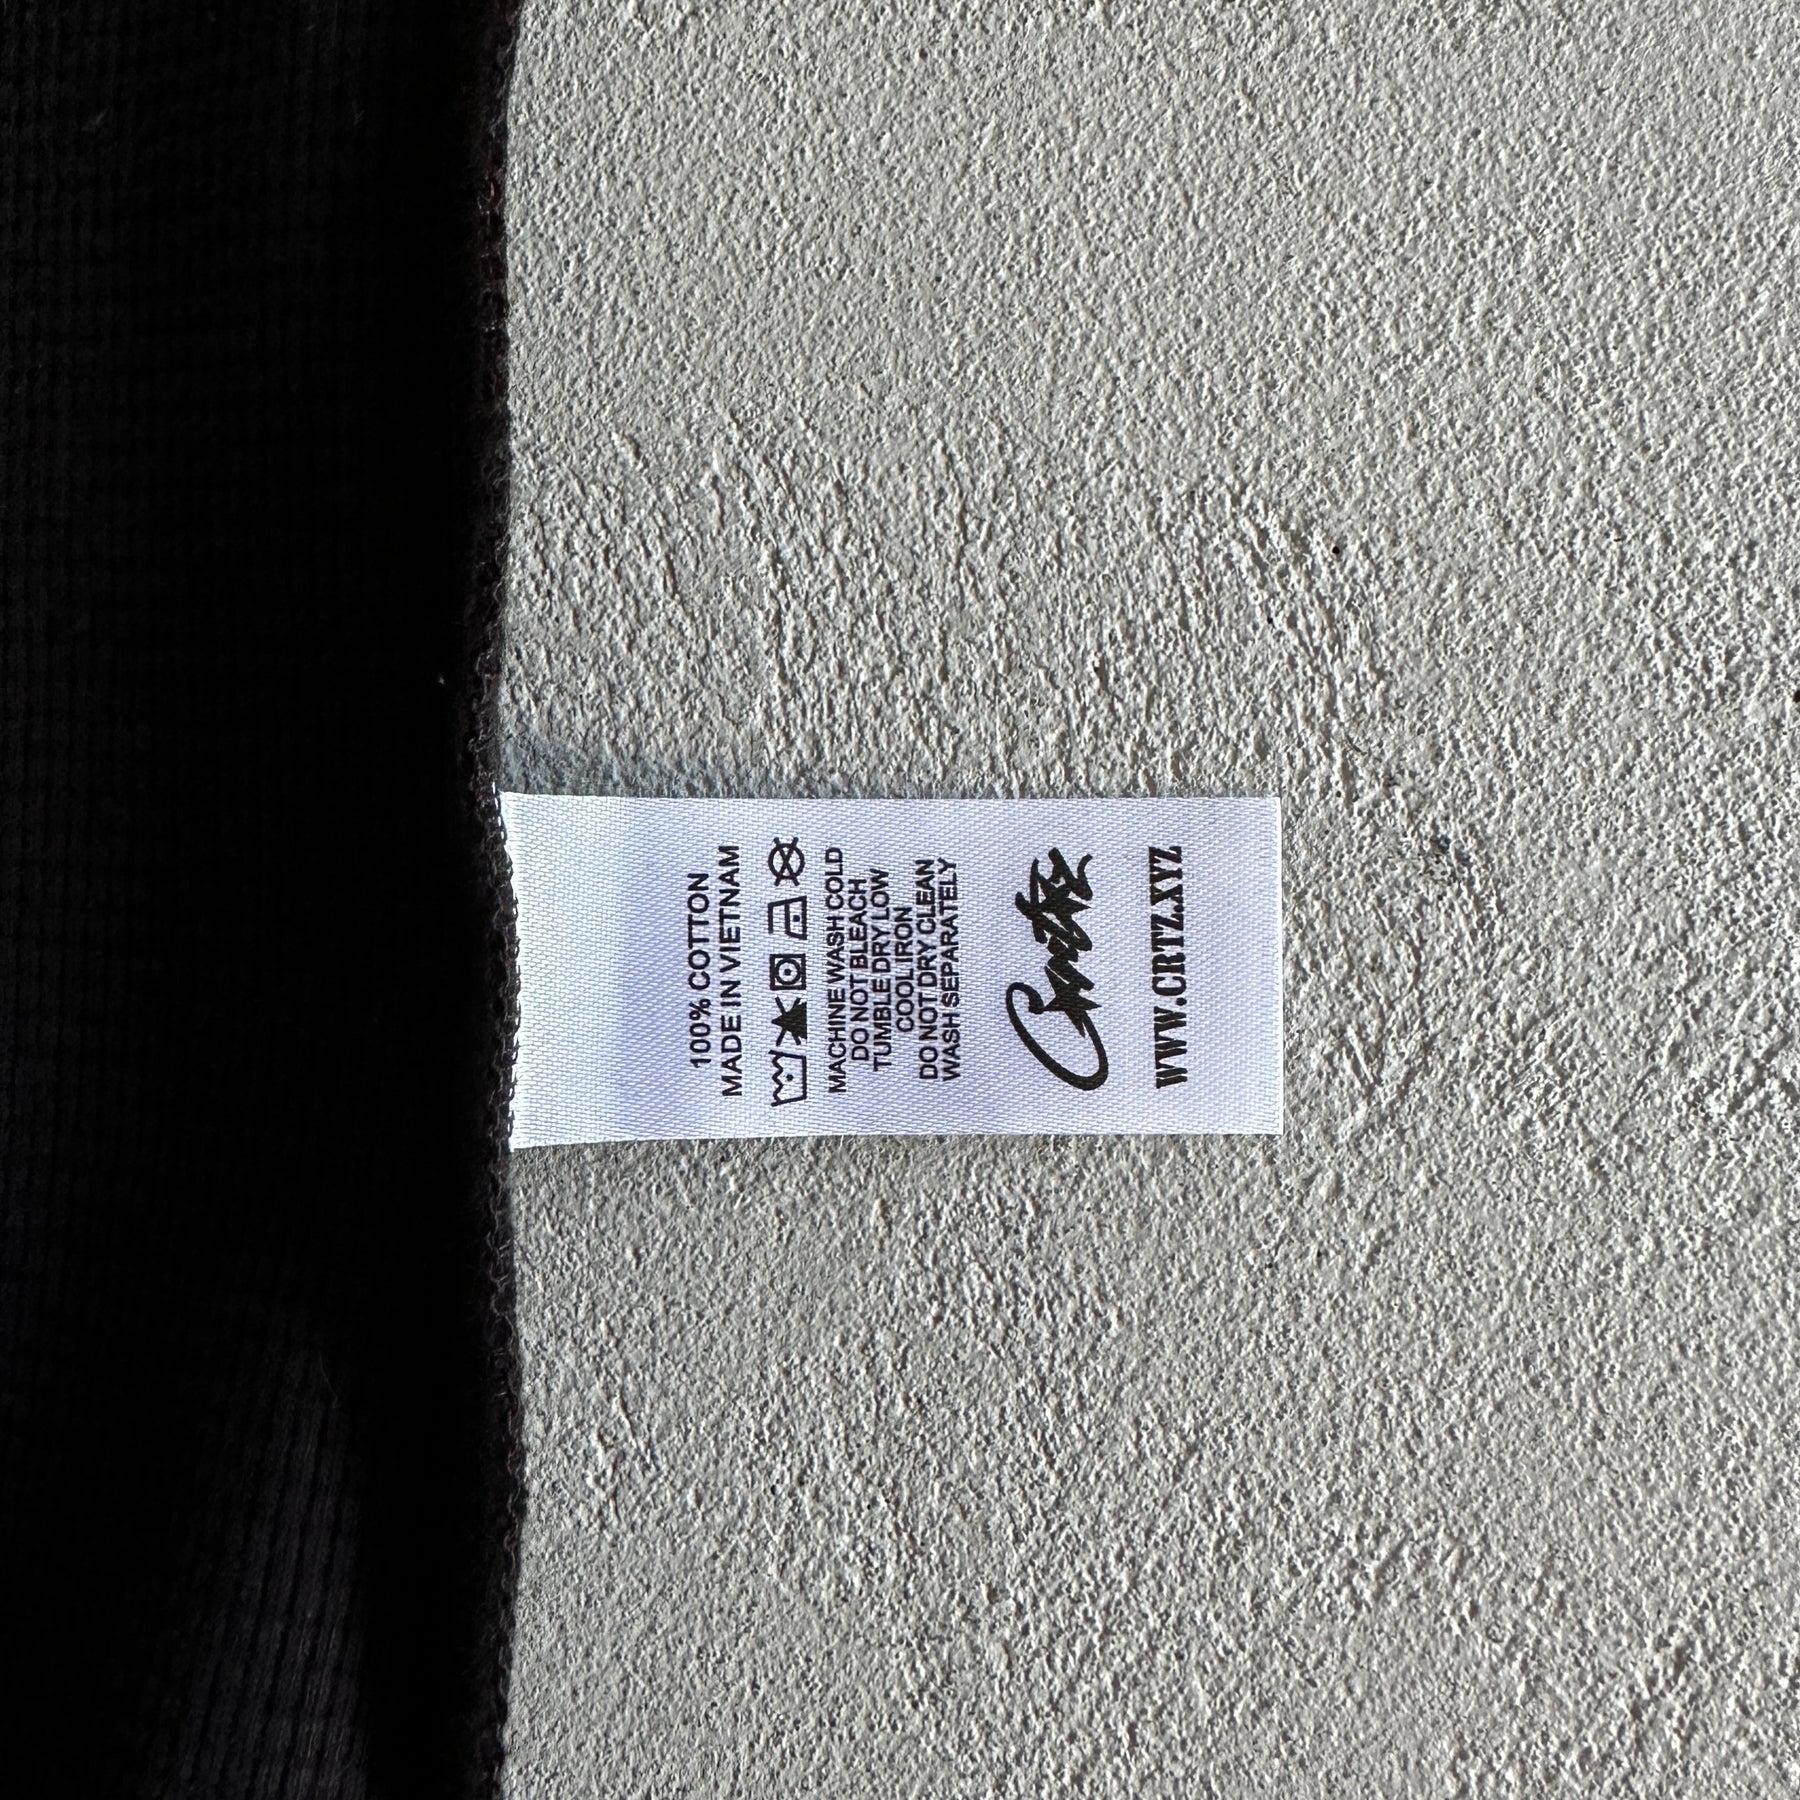 100% COTTON
MADE IN VIETNAM
MACHINE WASH COLD
DO NOT BLEACH
TUMBLE DRY LOW
COOL IRON
DO NOT DRY CLEAN
WASH SEPARATELY
Crrtz
WWW.CRTZ.XYZ